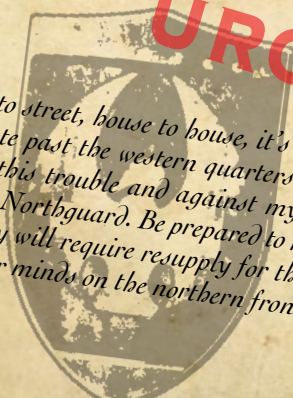 URG
to street, house to house, it's
te past the western quarters
this trouble and against my
Northguard. Be prepared to
y will require resupply for th
r minds on the northern fron